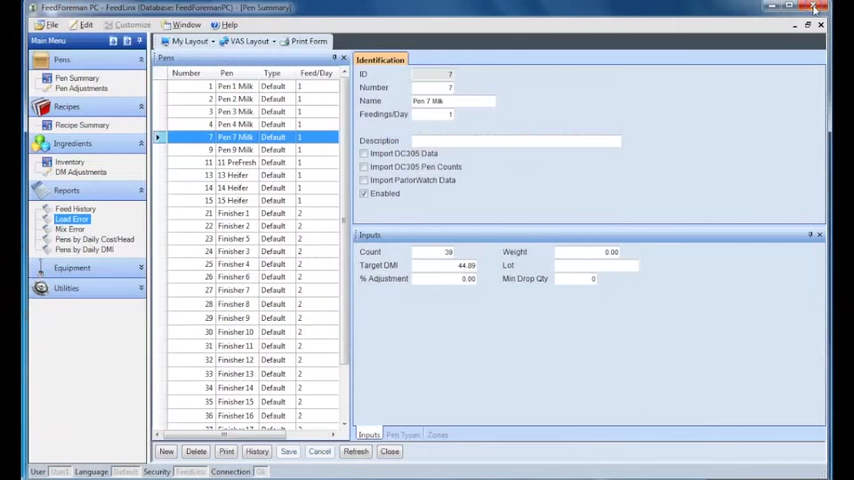 FeedForeman PC - FeedLinx (Database: FeedForemanPC) - [Pen Summary]
File Edit Customize Window Help
Main Menu
Pens
Pen Summary
Pen Adjustments
Recipes
Recipe Summary
Ingredients
Inventory
DM Adjustments
Reports
Feed History
Load Error
Mix Error
Pens by Daily Cost/Head
Pens by Daily DMI
Equipment
Utilities
My Layout VAS Layout Print Form
Pens
Number Pen Type Feed/Day
1 Pen 1 Milk Default 1
2 Pen 2 Milk Default 1
3 Pen 3 Milk Default 1
4 Pen 4 Milk Default 1
7 Pen 7 Milk Default 1
9 Pen 9 Milk Default 1
11 11 PreFresh Default 1
13 13 Heifer Default 1
14 14 Heifer Default 1
15 15 Heifer Default 1
21 Finisher 1 Default 2
22 Finisher 2 Default 2
23 Finisher 5 Default 2
24 Finisher 3 Default 2
25 Finisher 4 Default 2
26 Finisher 6 Default 2
27 Finisher 7 Default 2
28 Finisher 8 Default 2
29 Finisher 9 Default 2
30 Finisher 10 Default 2
31 Finisher 11 Default 2
32 Finisher 12 Default 2
33 Finisher 13 Default 2
34 Finisher 14 Default 2
35 Finisher 15 Default 2
36 Finisher 16 Default 2
37 Finisher 17 Default 2
Identification
ID 7
Number 7
Name Pen 7 Milk
Feedings/Day 1
Description
Import DC305 Data
Import DC305 Pen Counts
Import ParlorWatch Data
Enabled
Inputs
Count 39 Weight 0.00
Target DMI 44.89 Lot
% Adjustment 0.00 Min Drop Qty 0
Inputs Pen Types Zones
New Delete Print History Save Cancel Refresh Close
User User1 Language Default Security FeedLinx Connection Ok